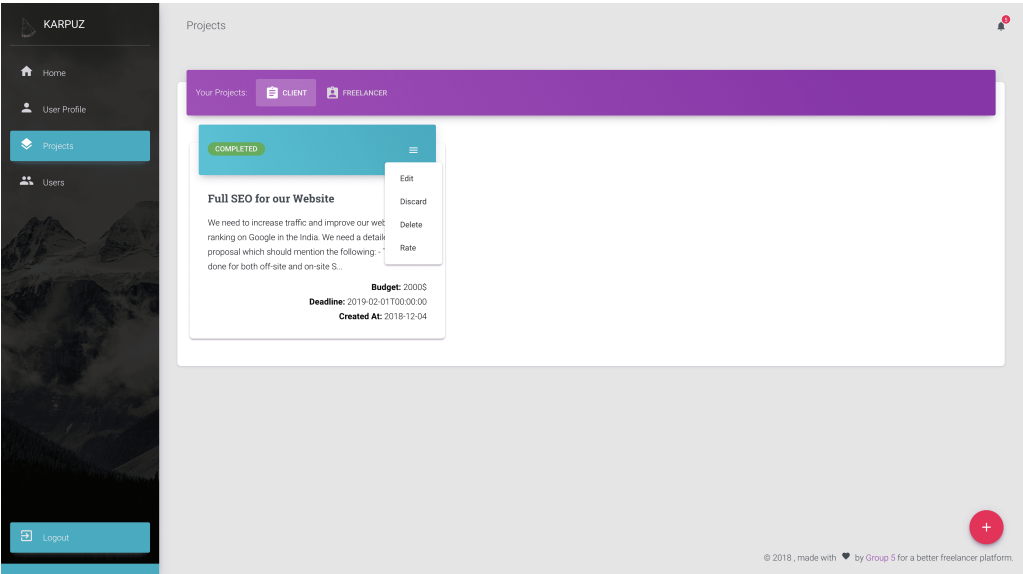 KARPUZ
Projects
1
Home
User Profile
Projects
Users
Logout
Your Projects:
CLIENT
FREELANCER
COMPLETED
Edit
Discard
Delete
Rate
Full SEO for our Website
We need to increase traffic and improve our web
ranking on Google in the India. We need a detaile
proposal which should mention the following: -
done for both off-site and on-site S...
Budget: 2000$
Deadline: 2019-02-01T00:00:00
Created At: 2018-12-04
+
© 2018 , made with ♥ by Group 5 for a better freelancer platform.